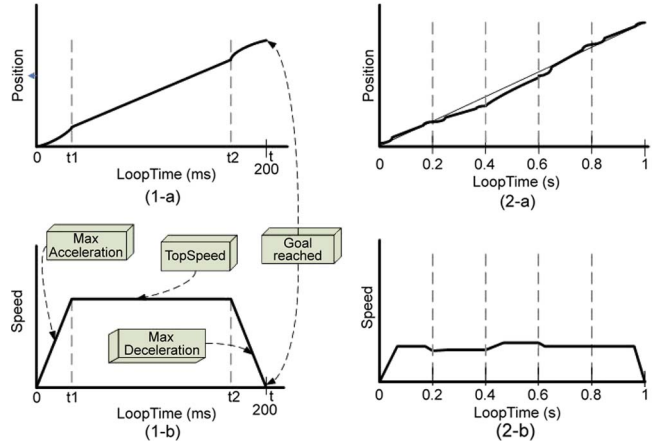 Position
0
t1
t2
t
200
LoopTime (ms)
(1-a)
Position
0
0.2
0.4
0.6
0.8
1
LoopTime (s)
(2-a)
Max
Acceleration
TopSpeed
Goal
reached
Max
Deceleration
Speed
0
t1
t2
t
200
LoopTime (ms)
(1-b)
Speed
0
0.2
0.4
0.6
0.8
1
LoopTime (s)
(2-b)